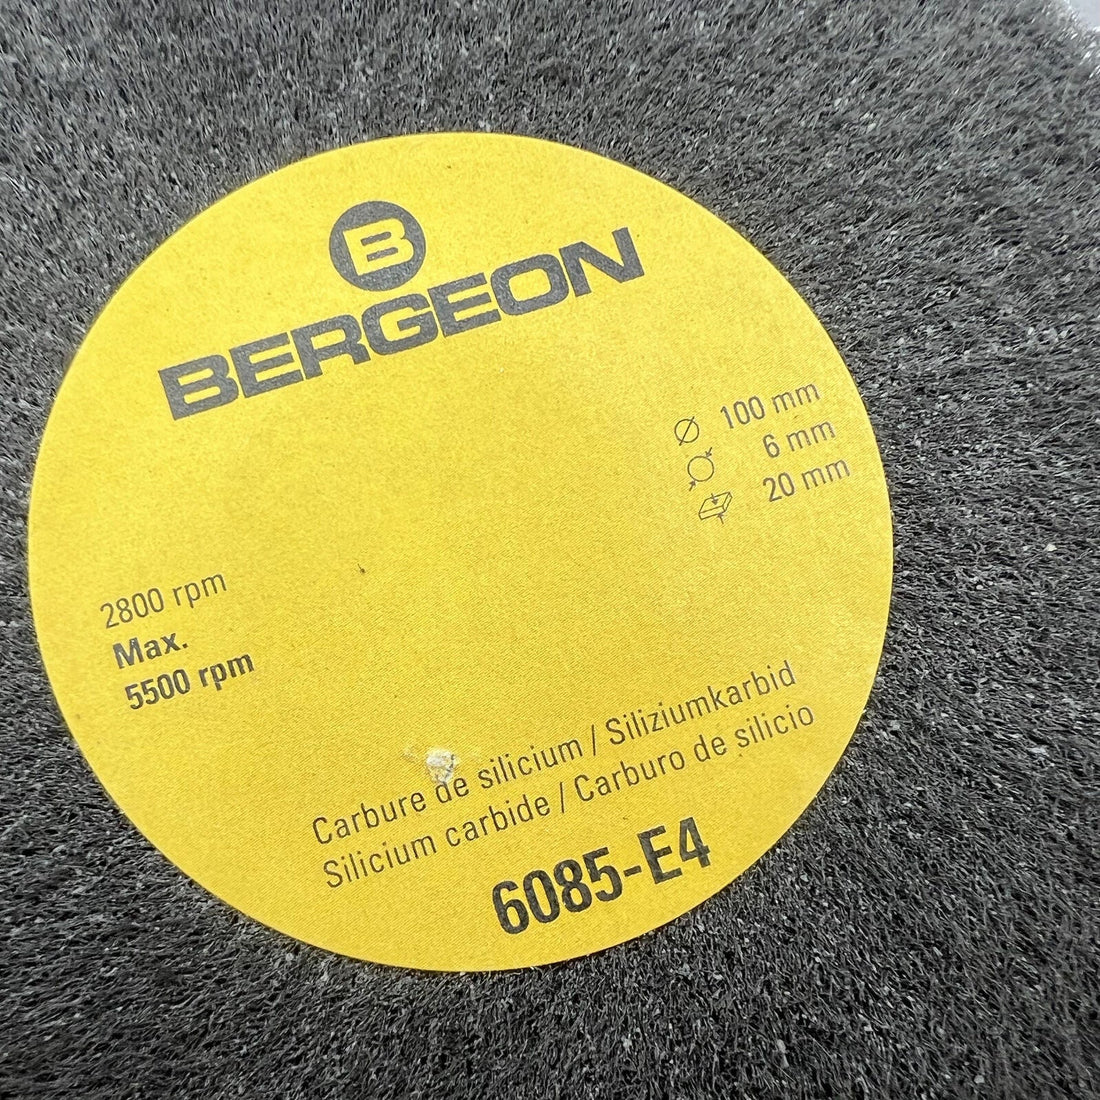 B
BERGEON
Ø 100 mm
6 mm
20 mm
2800 rpm
Max.
5500 rpm
Carbure de silicium / Siliziumkarbid
Silicium carbide / Carburo de silicio
6085-E4